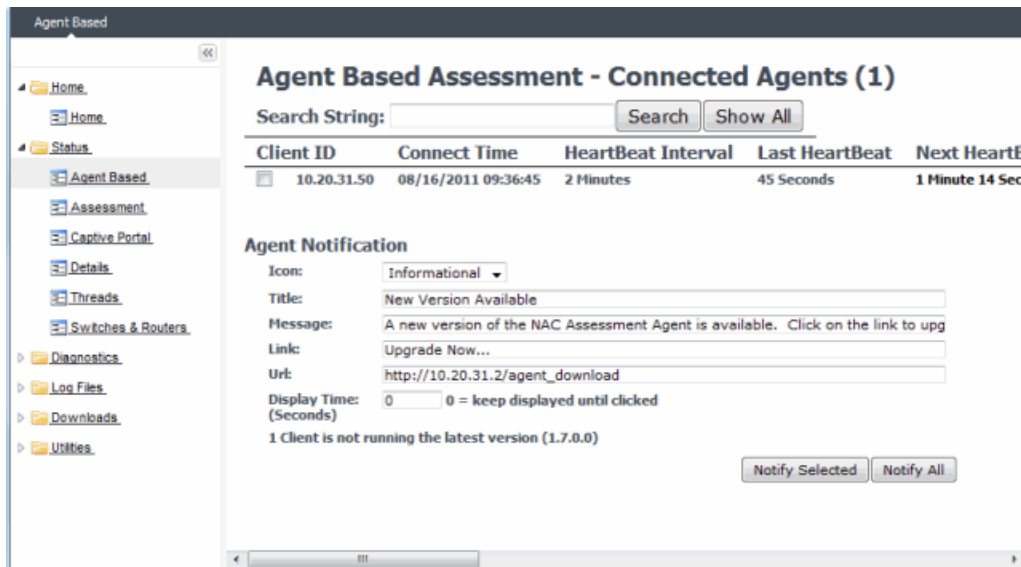 Agent Based
Home
Home
Status
Agent Based
Assessment
Captive Portal
Details
Threads
Switches & Routers
Diagnostics
Log Files
Downloads
Utilities
Agent Based Assessment - Connected Agents (1)
Search String: Search Show All
Client ID Connect Time HeartBeat Interval Last HeartBeat Next HeartB
10.20.31.50 08/16/2011 09:36:45 2 Minutes 45 Seconds 1 Minute 14 Sec
Agent Notification
Icon: Informational
Title: New Version Available
Message: A new version of the NAC Assessment Agent is available. Click on the link to upg
Link: Upgrade Now...
Url: http://10.20.31.2/agent_download
Display Time: 0 0 = keep displayed until clicked
(Seconds)
1 Client is not running the latest version (1.7.0.0)
Notify Selected Notify All